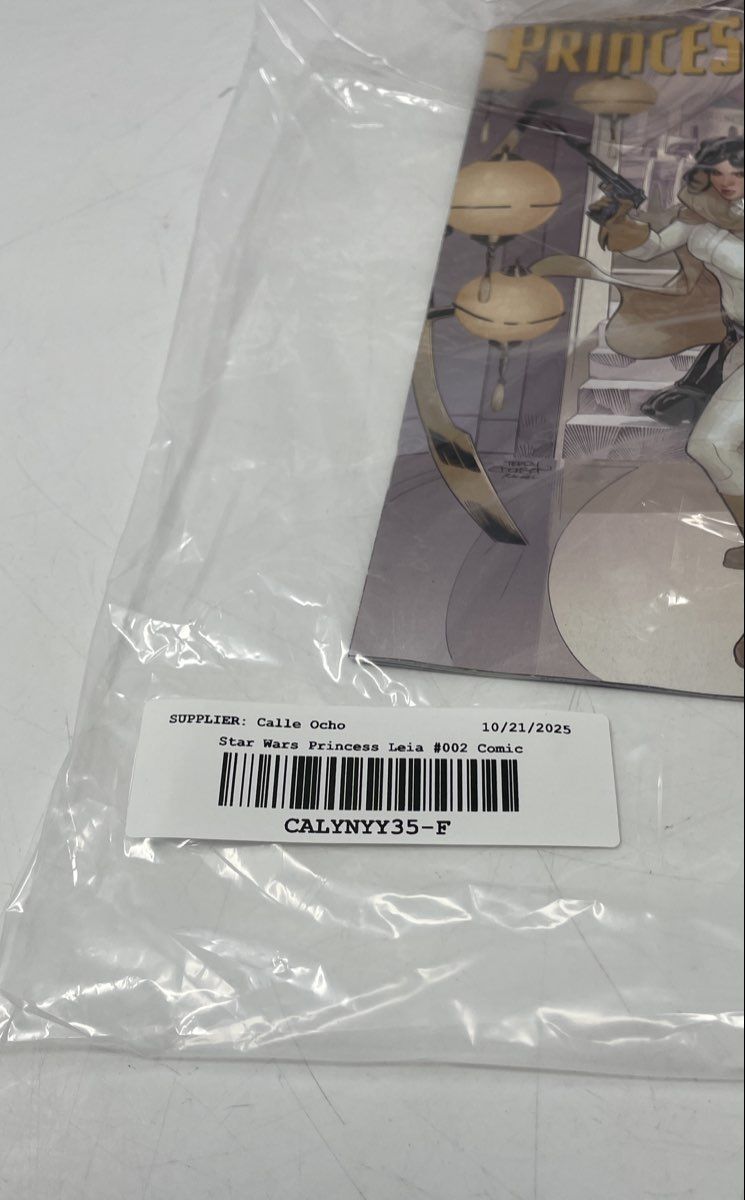 PRINCES
SUPPLIER: Calle Ocho 10/21/2025
Star Wars Princess Leia #002 Comic
CALYNYY35-F